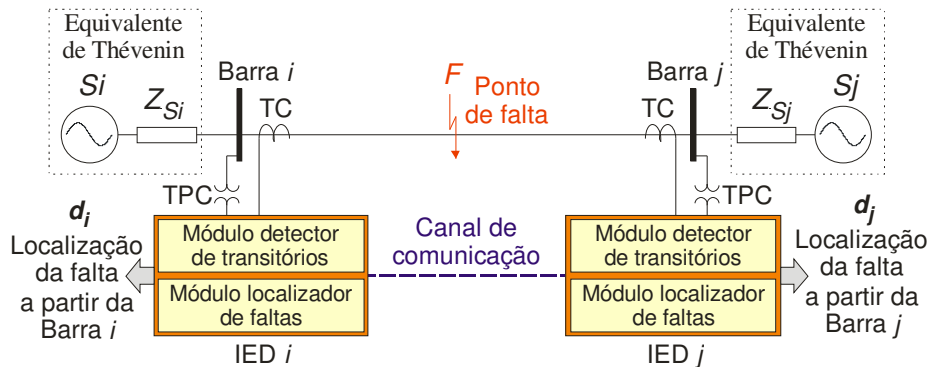 Equivalente
de Thévenin
Si
Z_Si
Barra i
TC
F Ponto
de falta
Barra j
TC
Equivalente
de Thévenin
Z_Sj
Sj
TPC
TPC
d_i
Localização
da falta
a partir da
Barra i
Módulo detector
de transitórios
Módulo localizador
de faltas
IED i
Canal de
comunicação
Módulo detector
de transitórios
Módulo localizador
de faltas
IED j
d_j
Localização
da falta
a partir da
Barra j